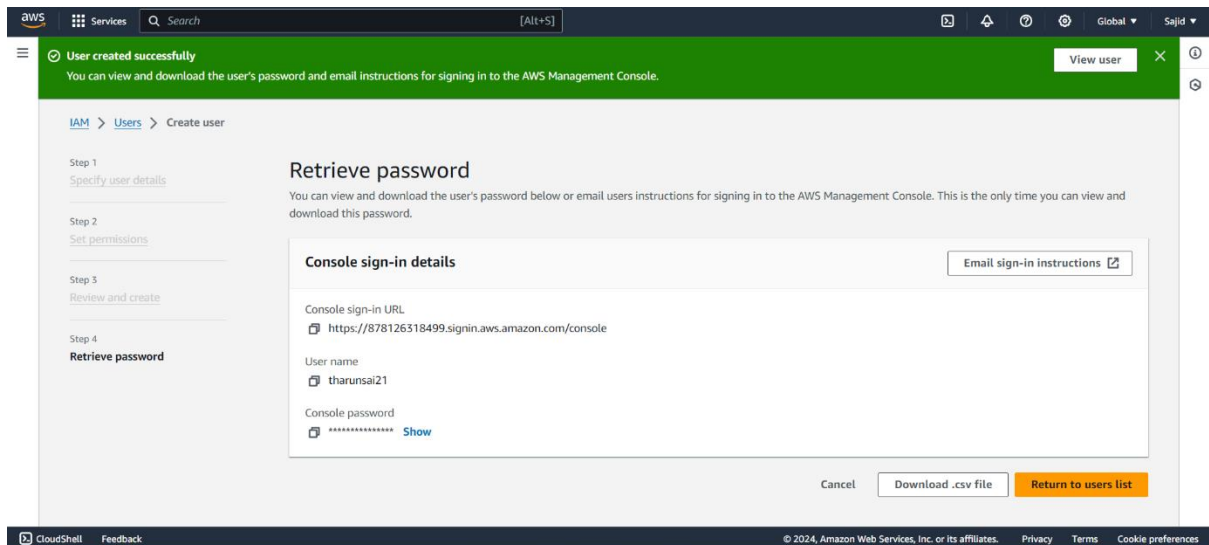 aws Services Search [Alt+S] Global Sajid
User created successfully
You can view and download the user's password and email instructions for signing in to the AWS Management Console.
View user
IAM > Users > Create user
Step 1
Specify user details
Step 2
Set permissions
Step 3
Review and create
Step 4
Retrieve password
Retrieve password
You can view and download the user's password below or email users instructions for signing in to the AWS Management Console. This is the only time you can view and
download this password.
Console sign-in details
Email sign-in instructions
Console sign-in URL
https://878126318499.signin.aws.amazon.com/console
User name
tharunsai21
Console password
*************** Show
Cancel Download .csv file Return to users list
CloudShell Feedback © 2024, Amazon Web Services, Inc. or its affiliates. Privacy Terms Cookie preferences